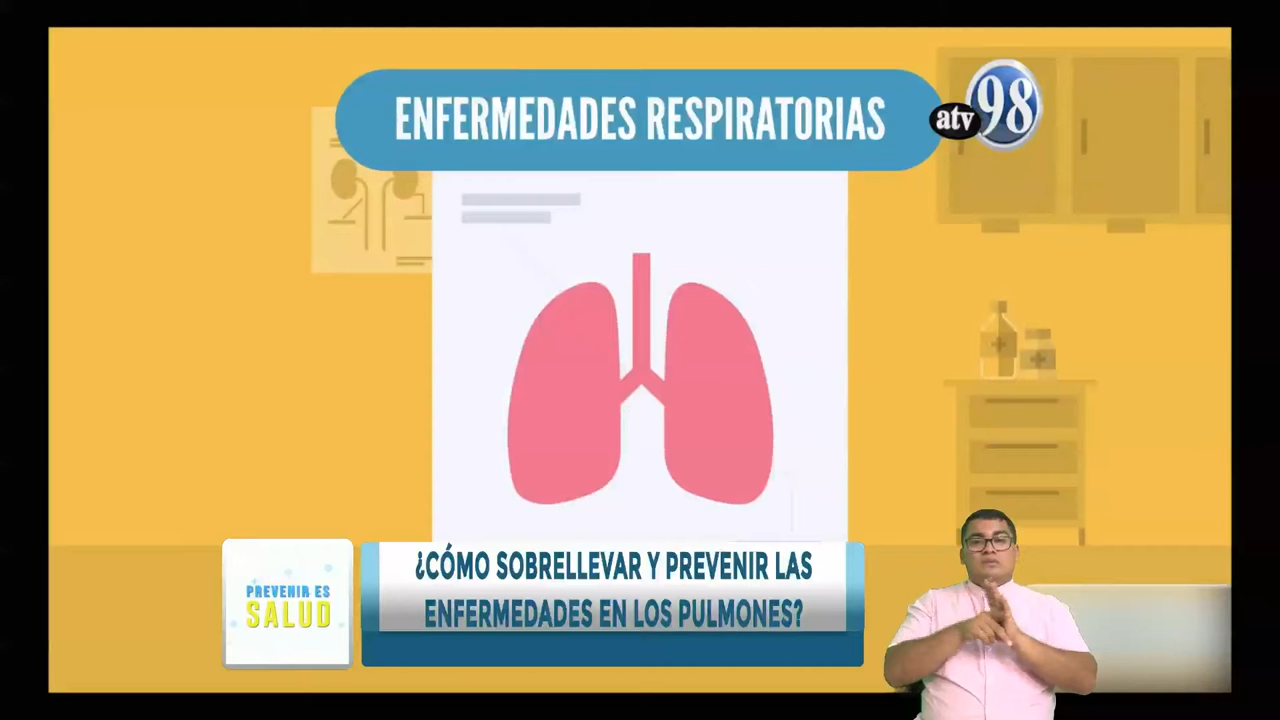 ENFERMEDADES RESPIRATORIAS
atv 98
¿CÓMO SOBRELLEVAR Y PREVENIR LAS
ENFERMEDADES EN LOS PULMONES?
PREVENIR ES
SALUD